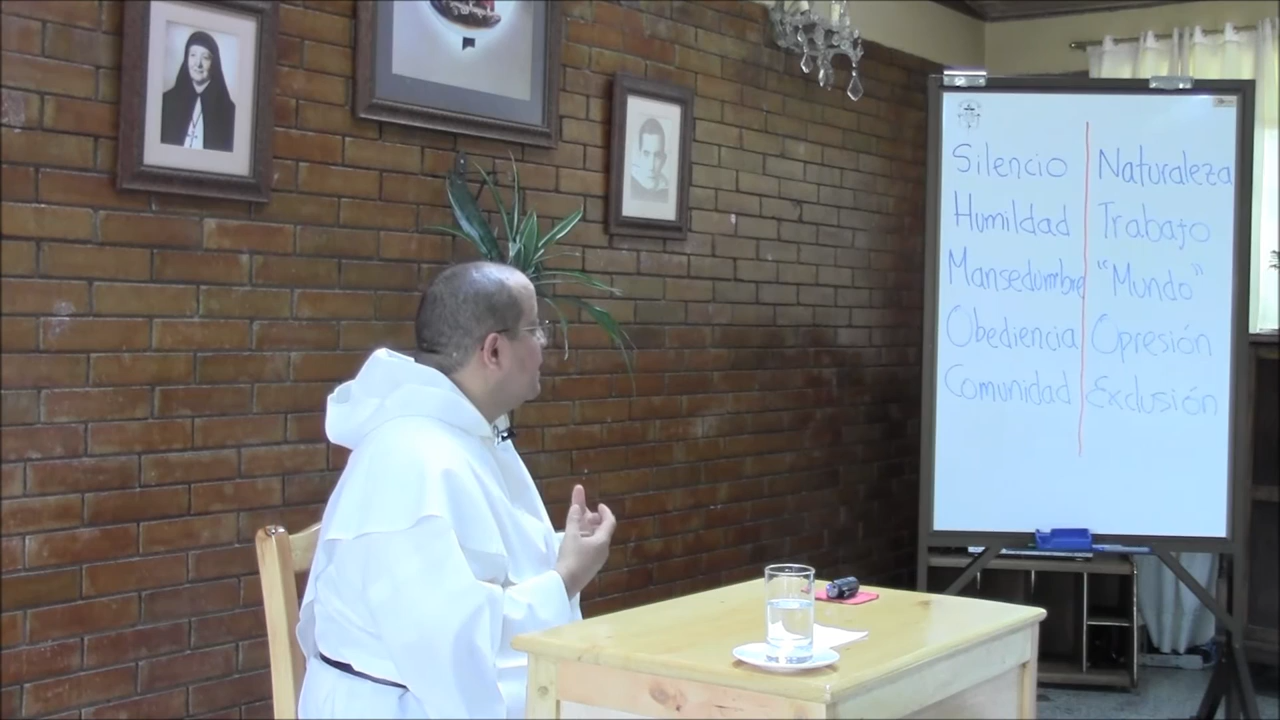 Silencio Naturaleza
Humildad Trabajo
Mansedumbre "Mundo"
Obediencia Opresión
Comunidad Exclusión